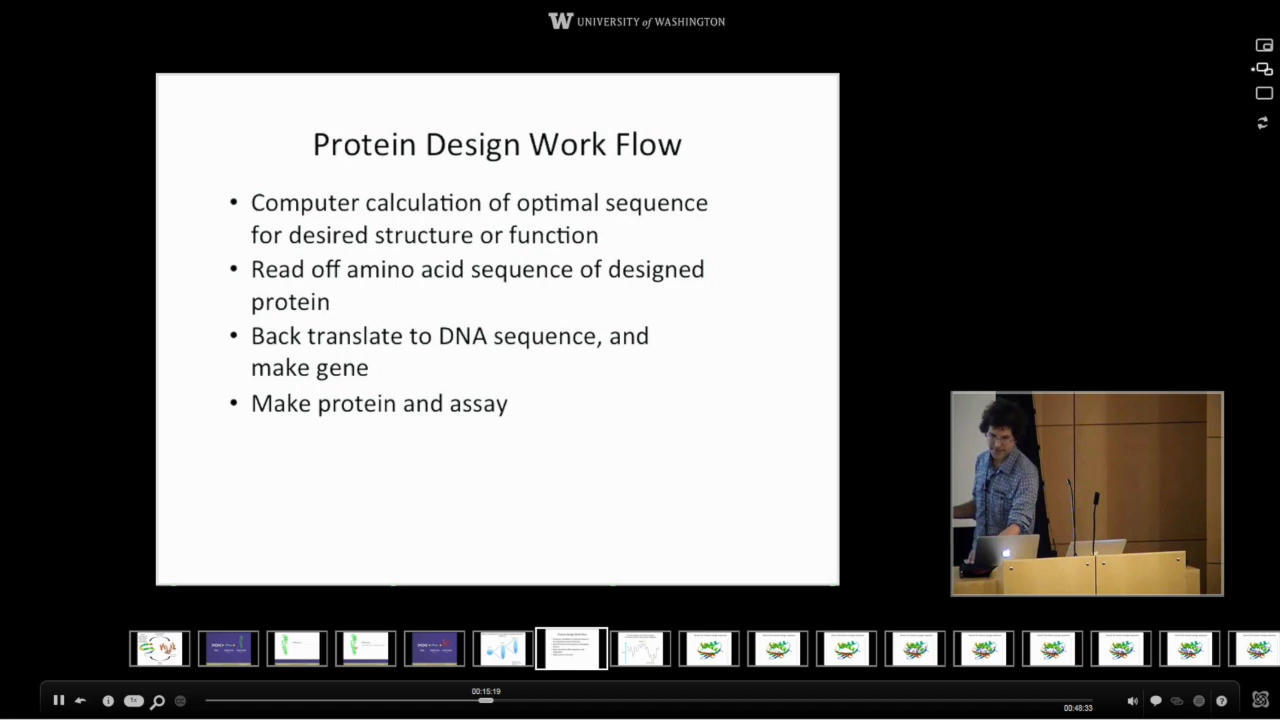 W UNIVERSITY of WASHINGTON
Protein Design Work Flow
• Computer calculation of optimal sequence
for desired structure or function
• Read off amino acid sequence of designed
protein
• Back translate to DNA sequence, and
make gene
• Make protein and assay
00:15:19
1x
00:48:33